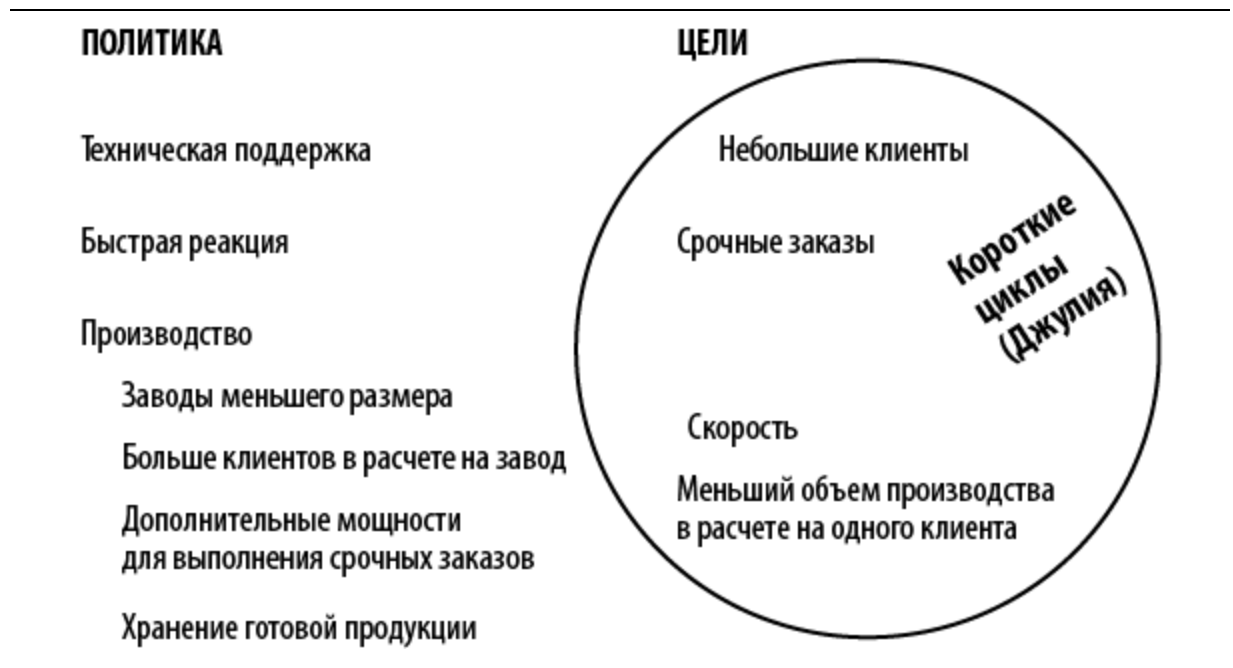 ПОЛИТИКА
ЦЕЛИ
Техническая поддержка
Небольшие клиенты
Быстрая реакция
Срочные заказы
Короткие
циклы
(Джулия)
Производство
Заводы меньшего размера
Скорость
Больше клиентов в расчете на завод
Меньший объем производства
в расчете на одного клиента
Дополнительные мощности
для выполнения срочных заказов
Хранение готовой продукции